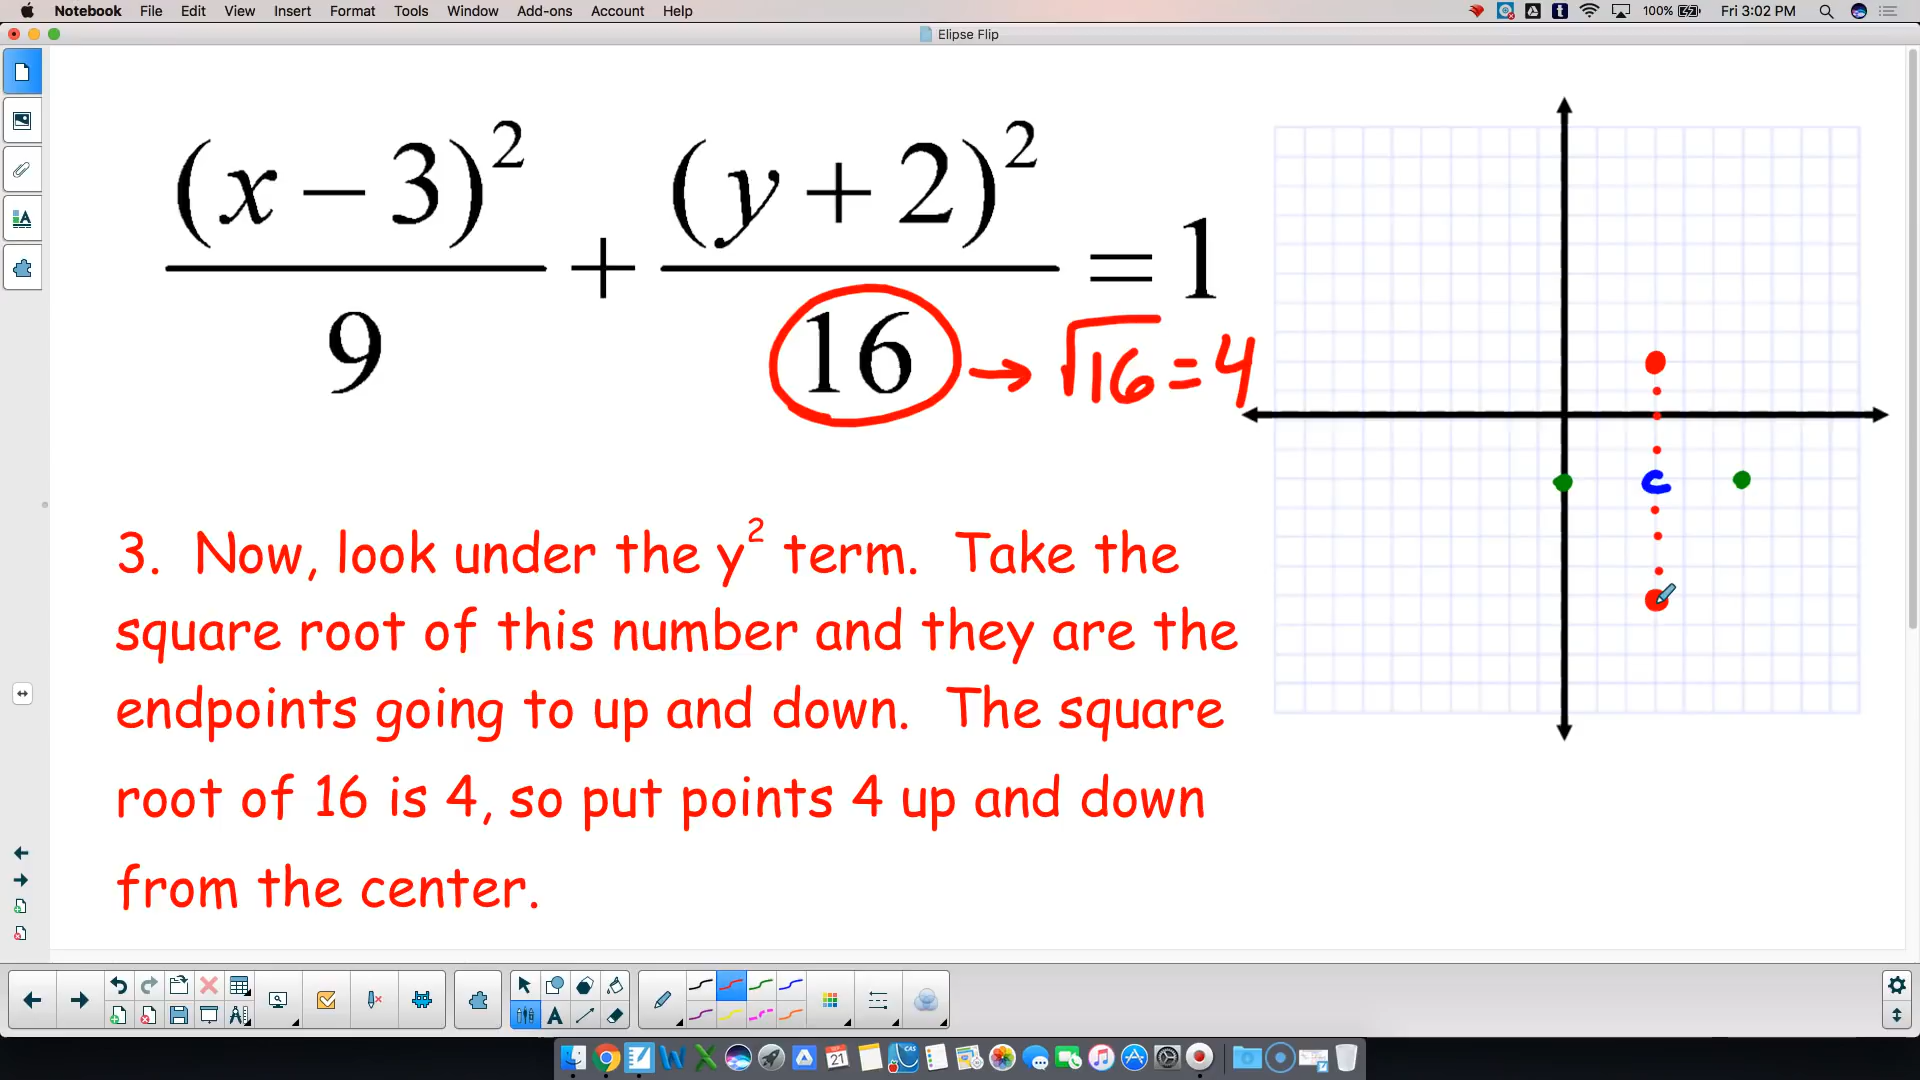 Notebook File Edit View Insert Format Tools Window Add-ons Account Help 100% Fri 3:02 PM
Elipse Flip
(x − 3)² / 9 + (y + 2)² / 16 = 1
→ √16 = 4
C
3. Now, look under the y² term. Take the
square root of this number and they are the
endpoints going to up and down. The square
root of 16 is 4, so put points 4 up and down
from the center.